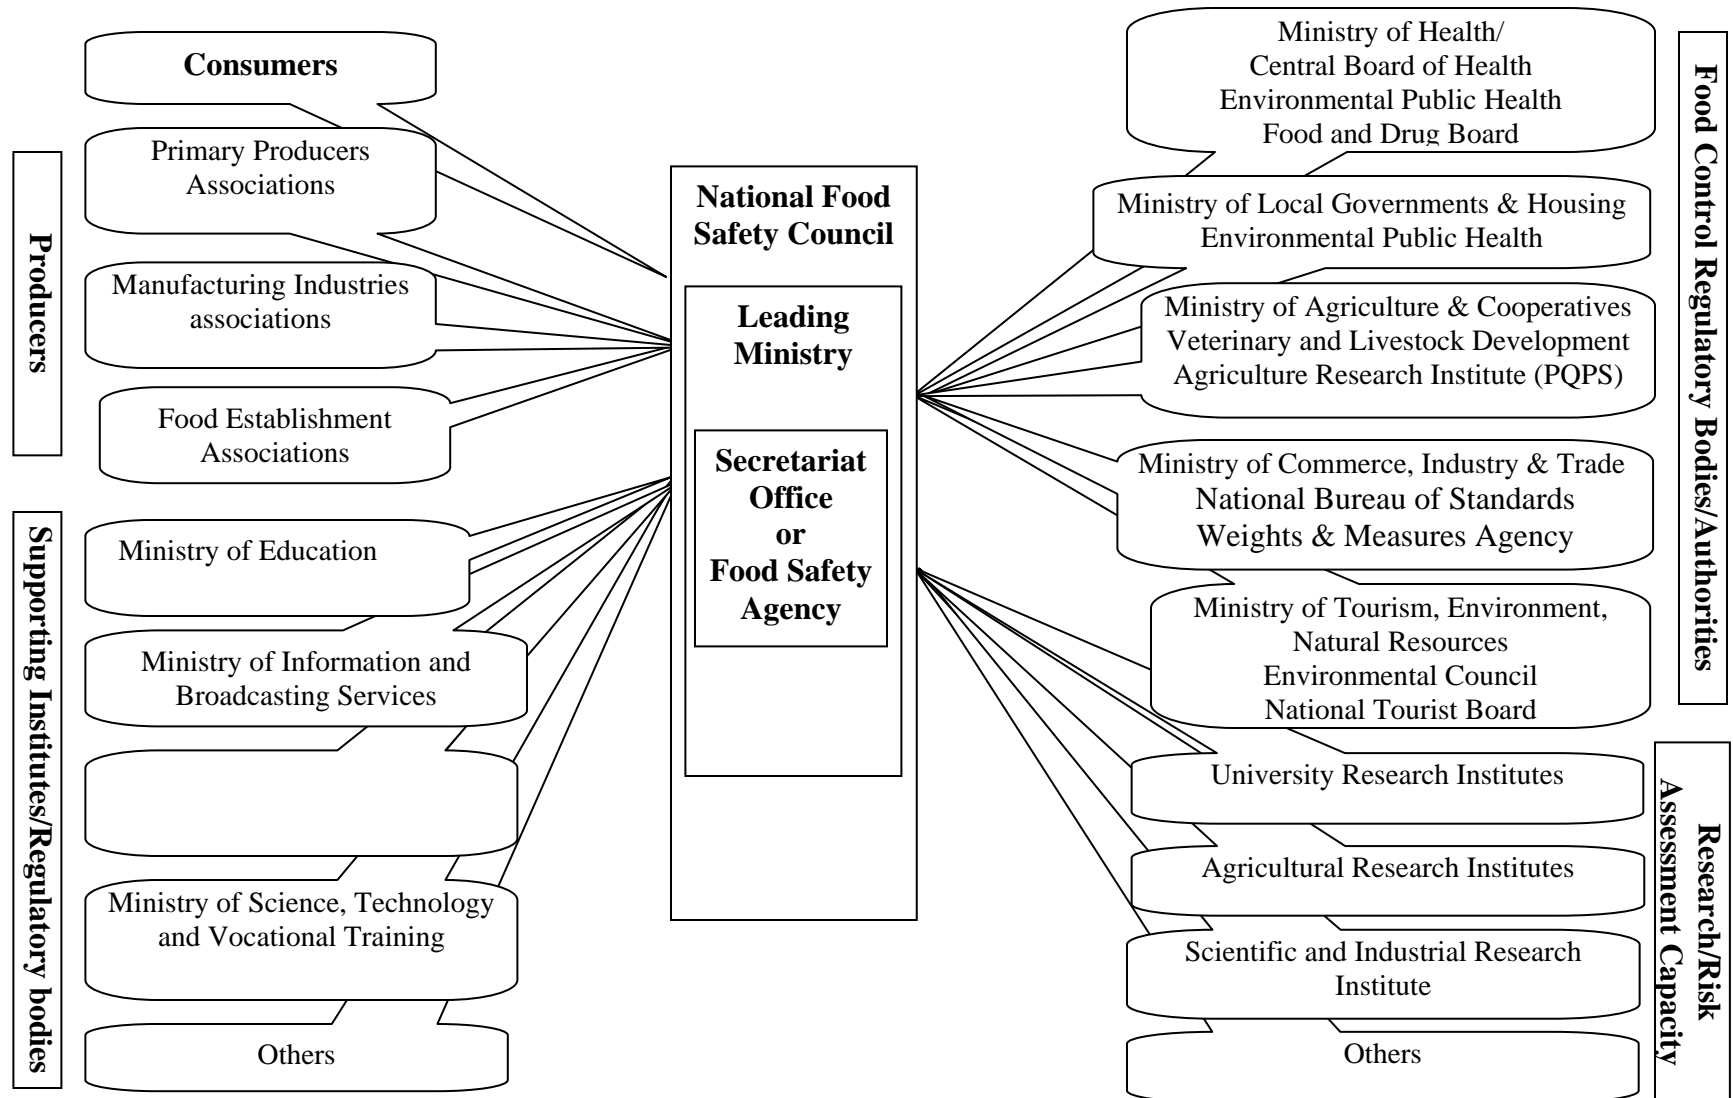 Consumers
Producers
Primary Producers
Associations
Manufacturing Industries
associations
Food Establishment
Associations
Supporting Institutes/Regulatory bodies
Ministry of Education
Ministry of Information and
Broadcasting Services
Ministry of Science, Technology
and Vocational Training
Others
National Food
Safety Council
Leading
Ministry
Secretariat
Office
or
Food Safety
Agency
Ministry of Health/
Central Board of Health
Environmental Public Health
Food and Drug Board
Ministry of Local Governments & Housing
Environmental Public Health
Ministry of Agriculture & Cooperatives
Veterinary and Livestock Development
Agriculture Research Institute (PQPS)
Ministry of Commerce, Industry & Trade
National Bureau of Standards
Weights & Measures Agency
Ministry of Tourism, Environment,
Natural Resources
Environmental Council
National Tourist Board
Food Control Regulatory Bodies/Authorities
University Research Institutes
Agricultural Research Institutes
Scientific and Industrial Research
Institute
Others
Research/Risk
Assessment Capacity